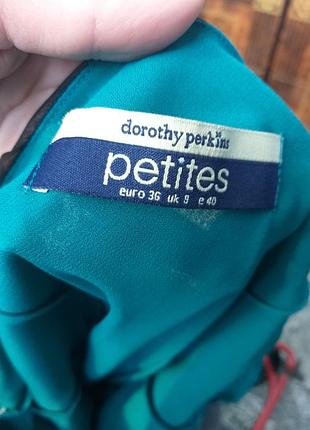 dorothy perkins
petites
euro 36 uk 8 e 40